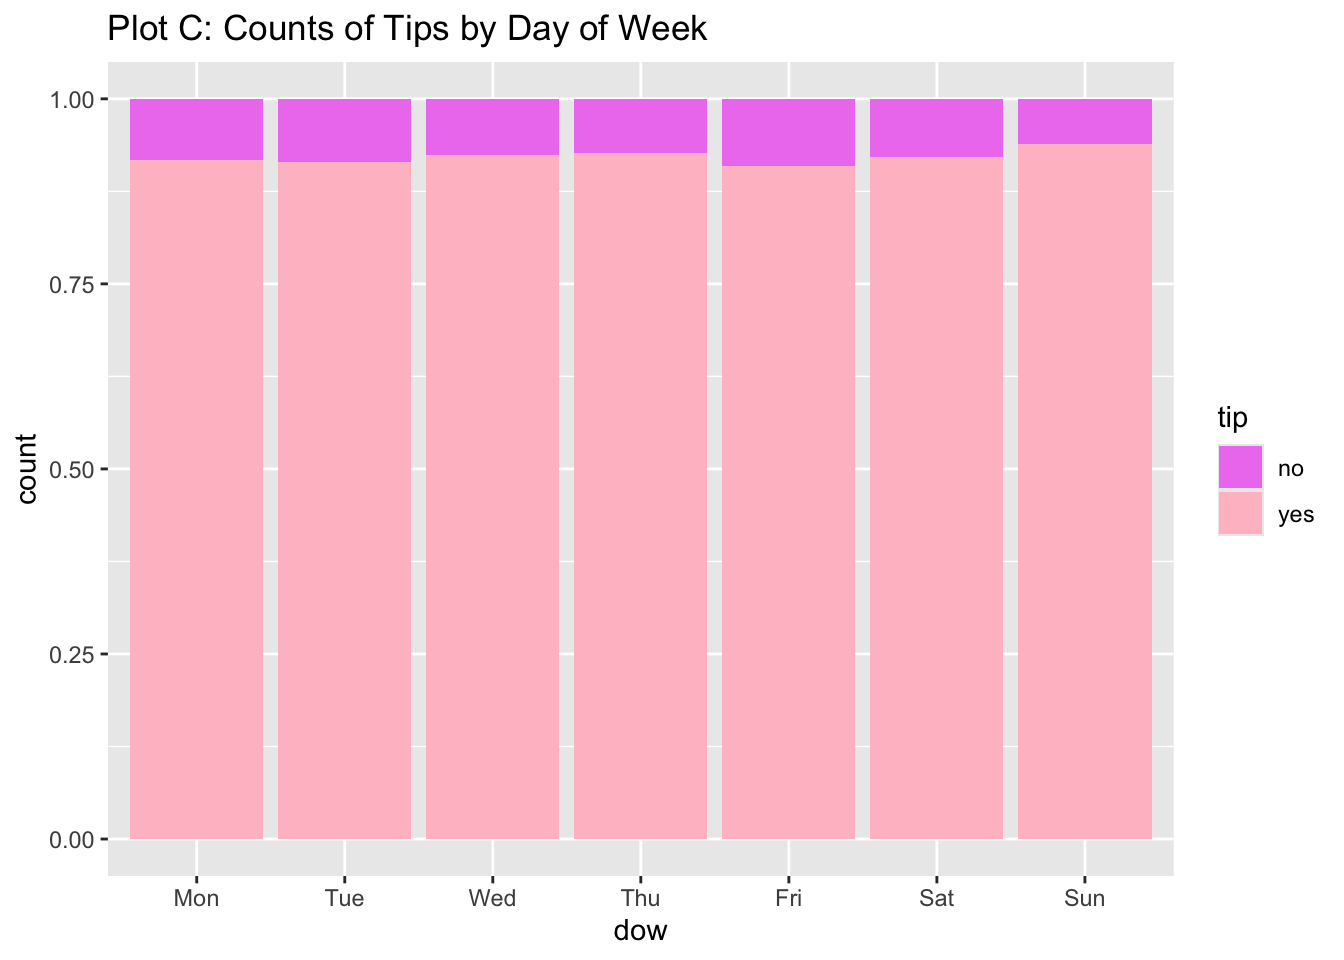 Plot C: Counts of Tips by Day of Week
1.00
0.75
0.50
0.25
0.00
count
Mon Tue Wed Thu Fri Sat Sun
dow
tip
no
yes